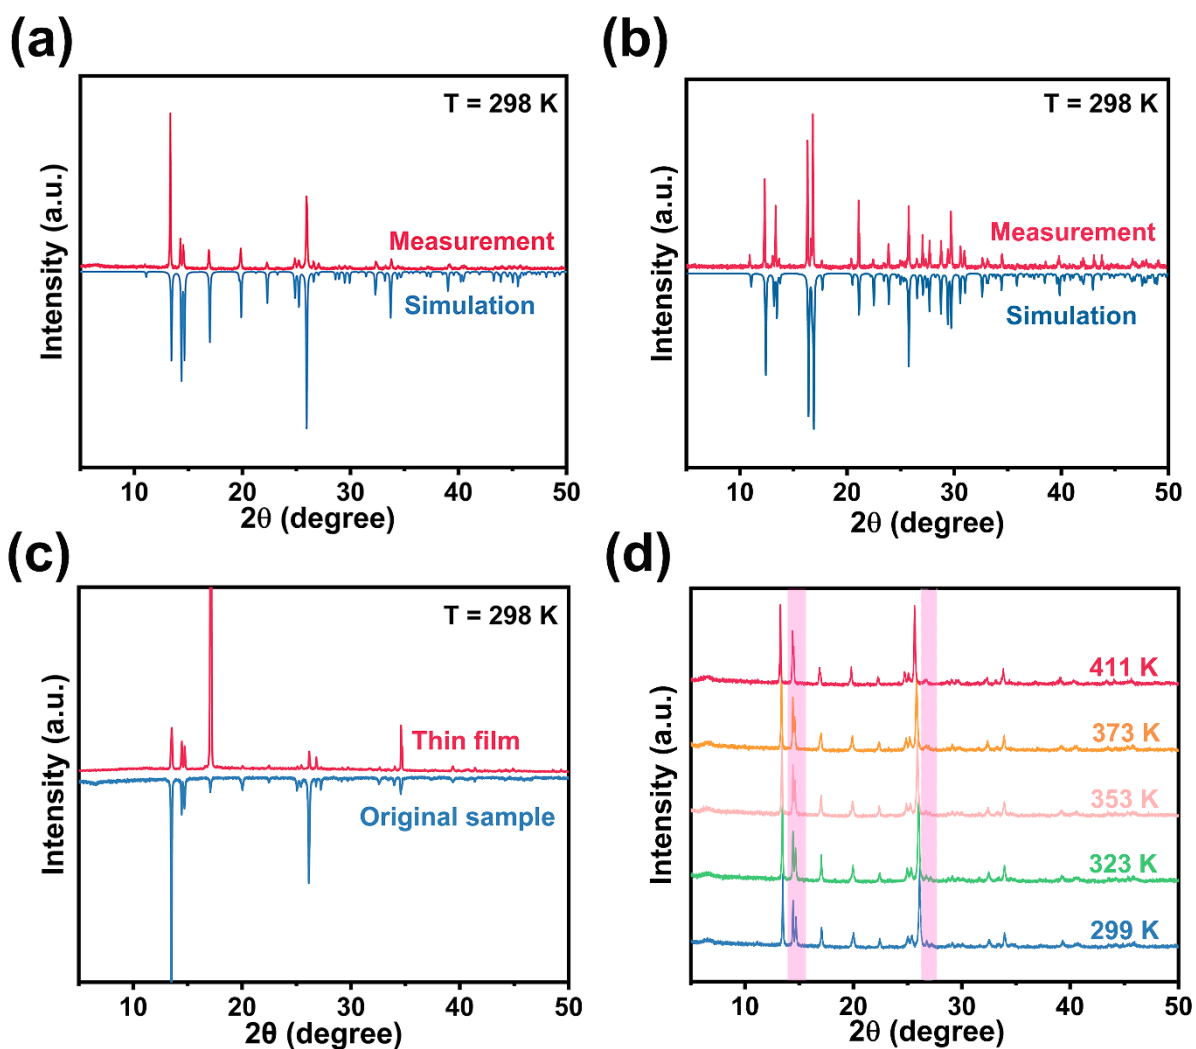 (a)
T = 298 K
Measurement
Simulation
Intensity (a.u.)
10 20 30 40 50
2θ (degree)
(b)
T = 298 K
Measurement
Simulation
Intensity (a.u.)
10 20 30 40 50
2θ (degree)
(c)
T = 298 K
Thin film
Original sample
Intensity (a.u.)
10 20 30 40 50
2θ (degree)
(d)
411 K
373 K
353 K
323 K
299 K
Intensity (a.u.)
10 20 30 40 50
2θ (degree)